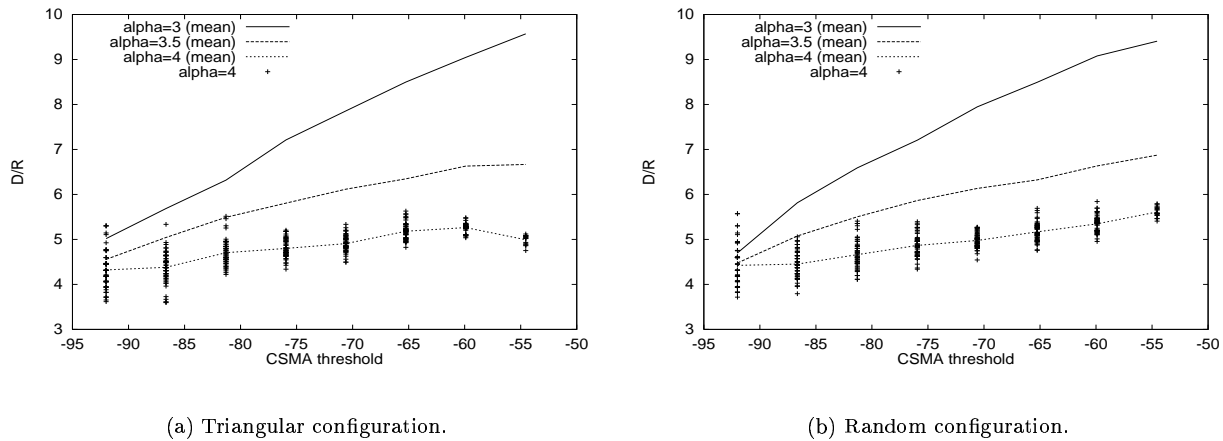 10
9
8
7
6
5
4
3
D/R
alpha=3 (mean)
alpha=3.5 (mean)
alpha=4 (mean)
alpha=4
-95 -90 -85 -80 -75 -70 -65 -60 -55 -50
CSMA threshold
(a) Triangular configuration.
10
9
8
7
6
5
4
3
D/R
alpha=3 (mean)
alpha=3.5 (mean)
alpha=4 (mean)
alpha=4
-95 -90 -85 -80 -75 -70 -65 -60 -55 -50
CSMA threshold
(b) Random configuration.